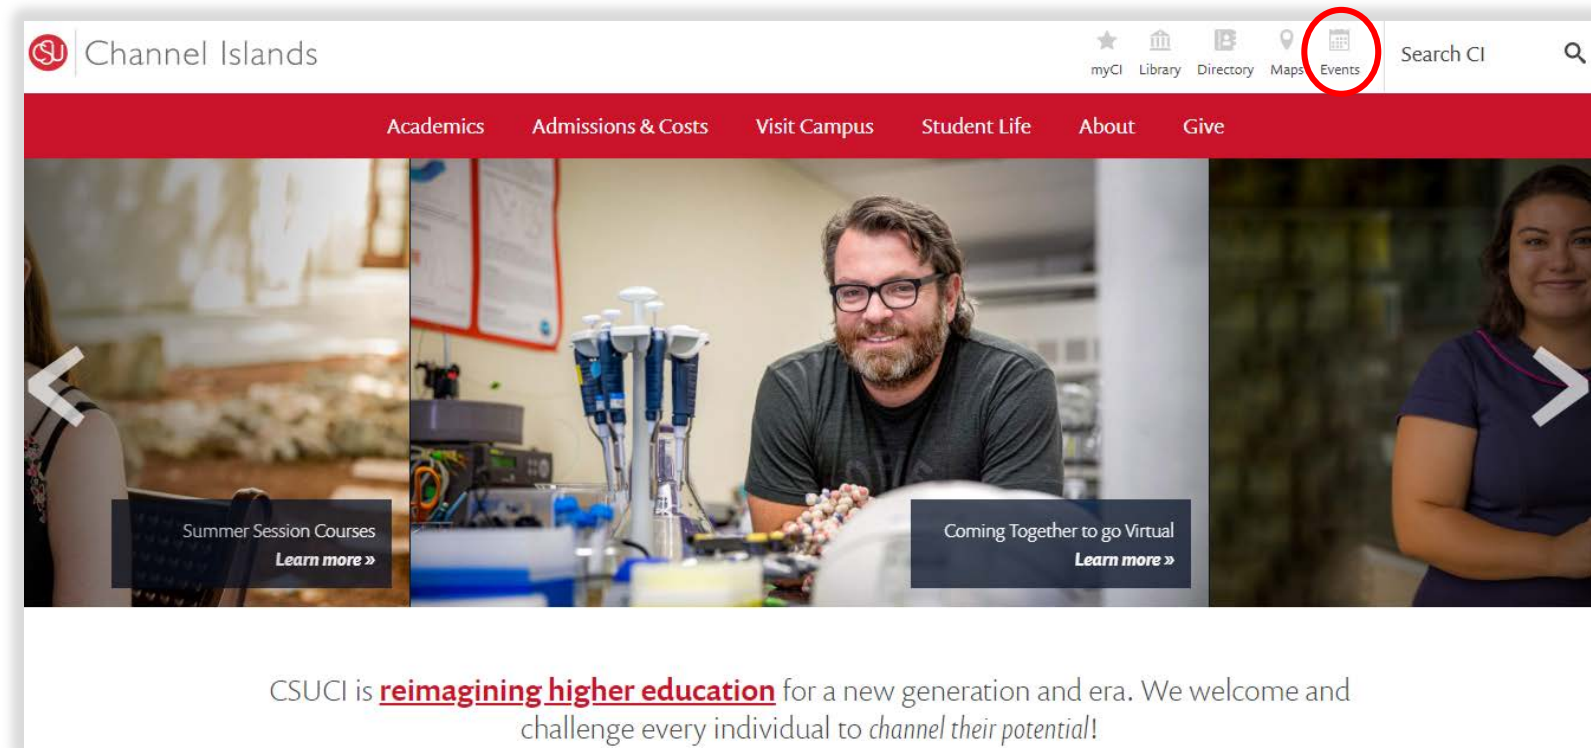 CSU Channel Islands
myCI Library Directory Maps Events
Search CI
Academics Admissions & Costs Visit Campus Student Life About Give
Summer Session Courses
Learn more »
Coming Together to go Virtual
Learn more »
CSUCI is reimagining higher education for a new generation and era. We welcome and
challenge every individual to channel their potential!